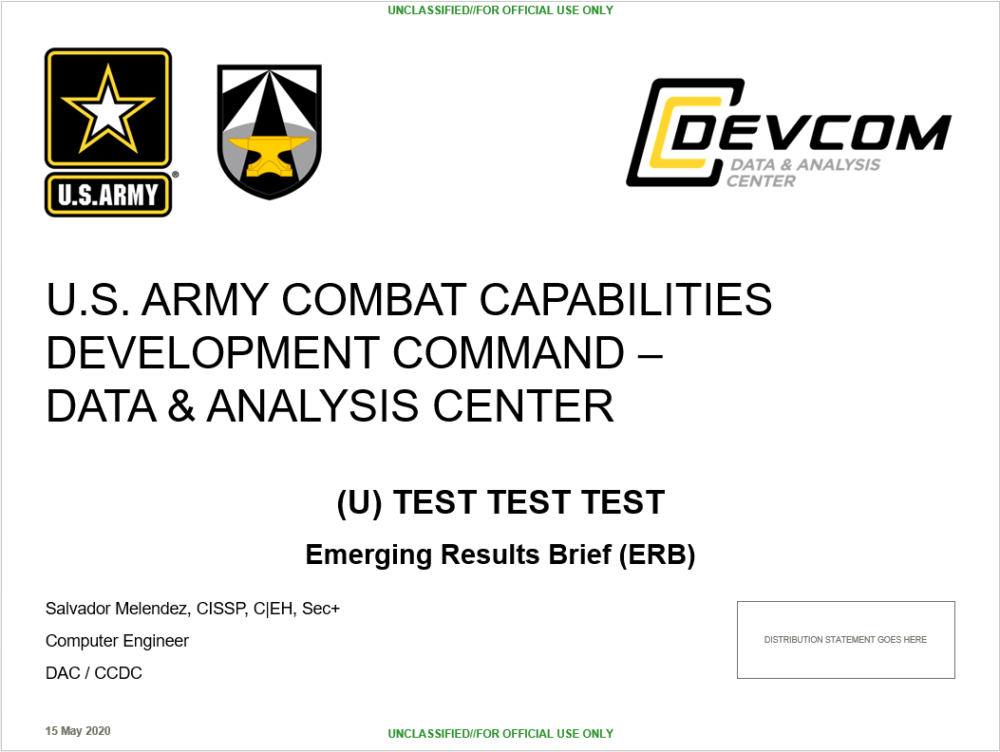 UNCLASSIFIED//FOR OFFICIAL USE ONLY
U.S.ARMY
®
DEVCOM
DATA & ANALYSIS
CENTER
U.S. ARMY COMBAT CAPABILITIES
DEVELOPMENT COMMAND –
DATA & ANALYSIS CENTER
(U) TEST TEST TEST
Emerging Results Brief (ERB)
Salvador Melendez, CISSP, C|EH, Sec+
Computer Engineer
DAC / CCDC
DISTRIBUTION STATEMENT GOES HERE
15 May 2020
UNCLASSIFIED//FOR OFFICIAL USE ONLY